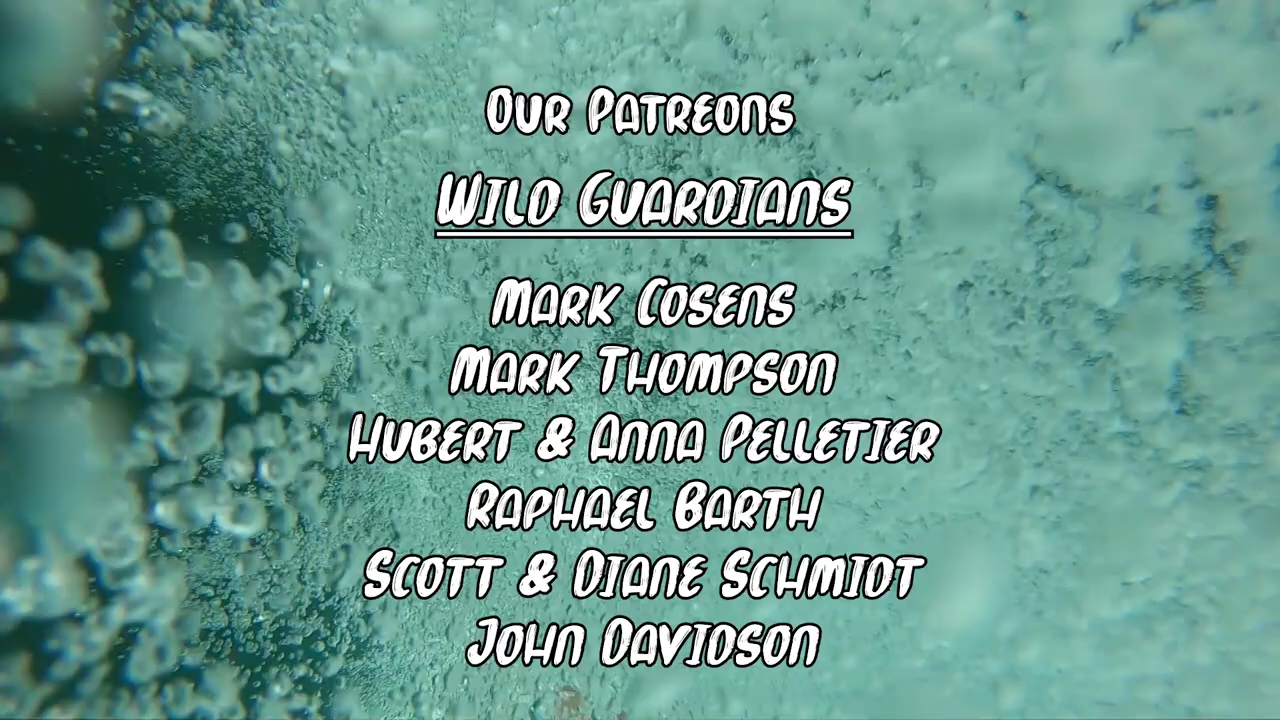 Our Patreons
Wild Guardians
Mark Cosens
Mark Thompson
Hubert & Anna Pelletier
Raphael Barth
Scott & Diane Schmidt
John Davidson